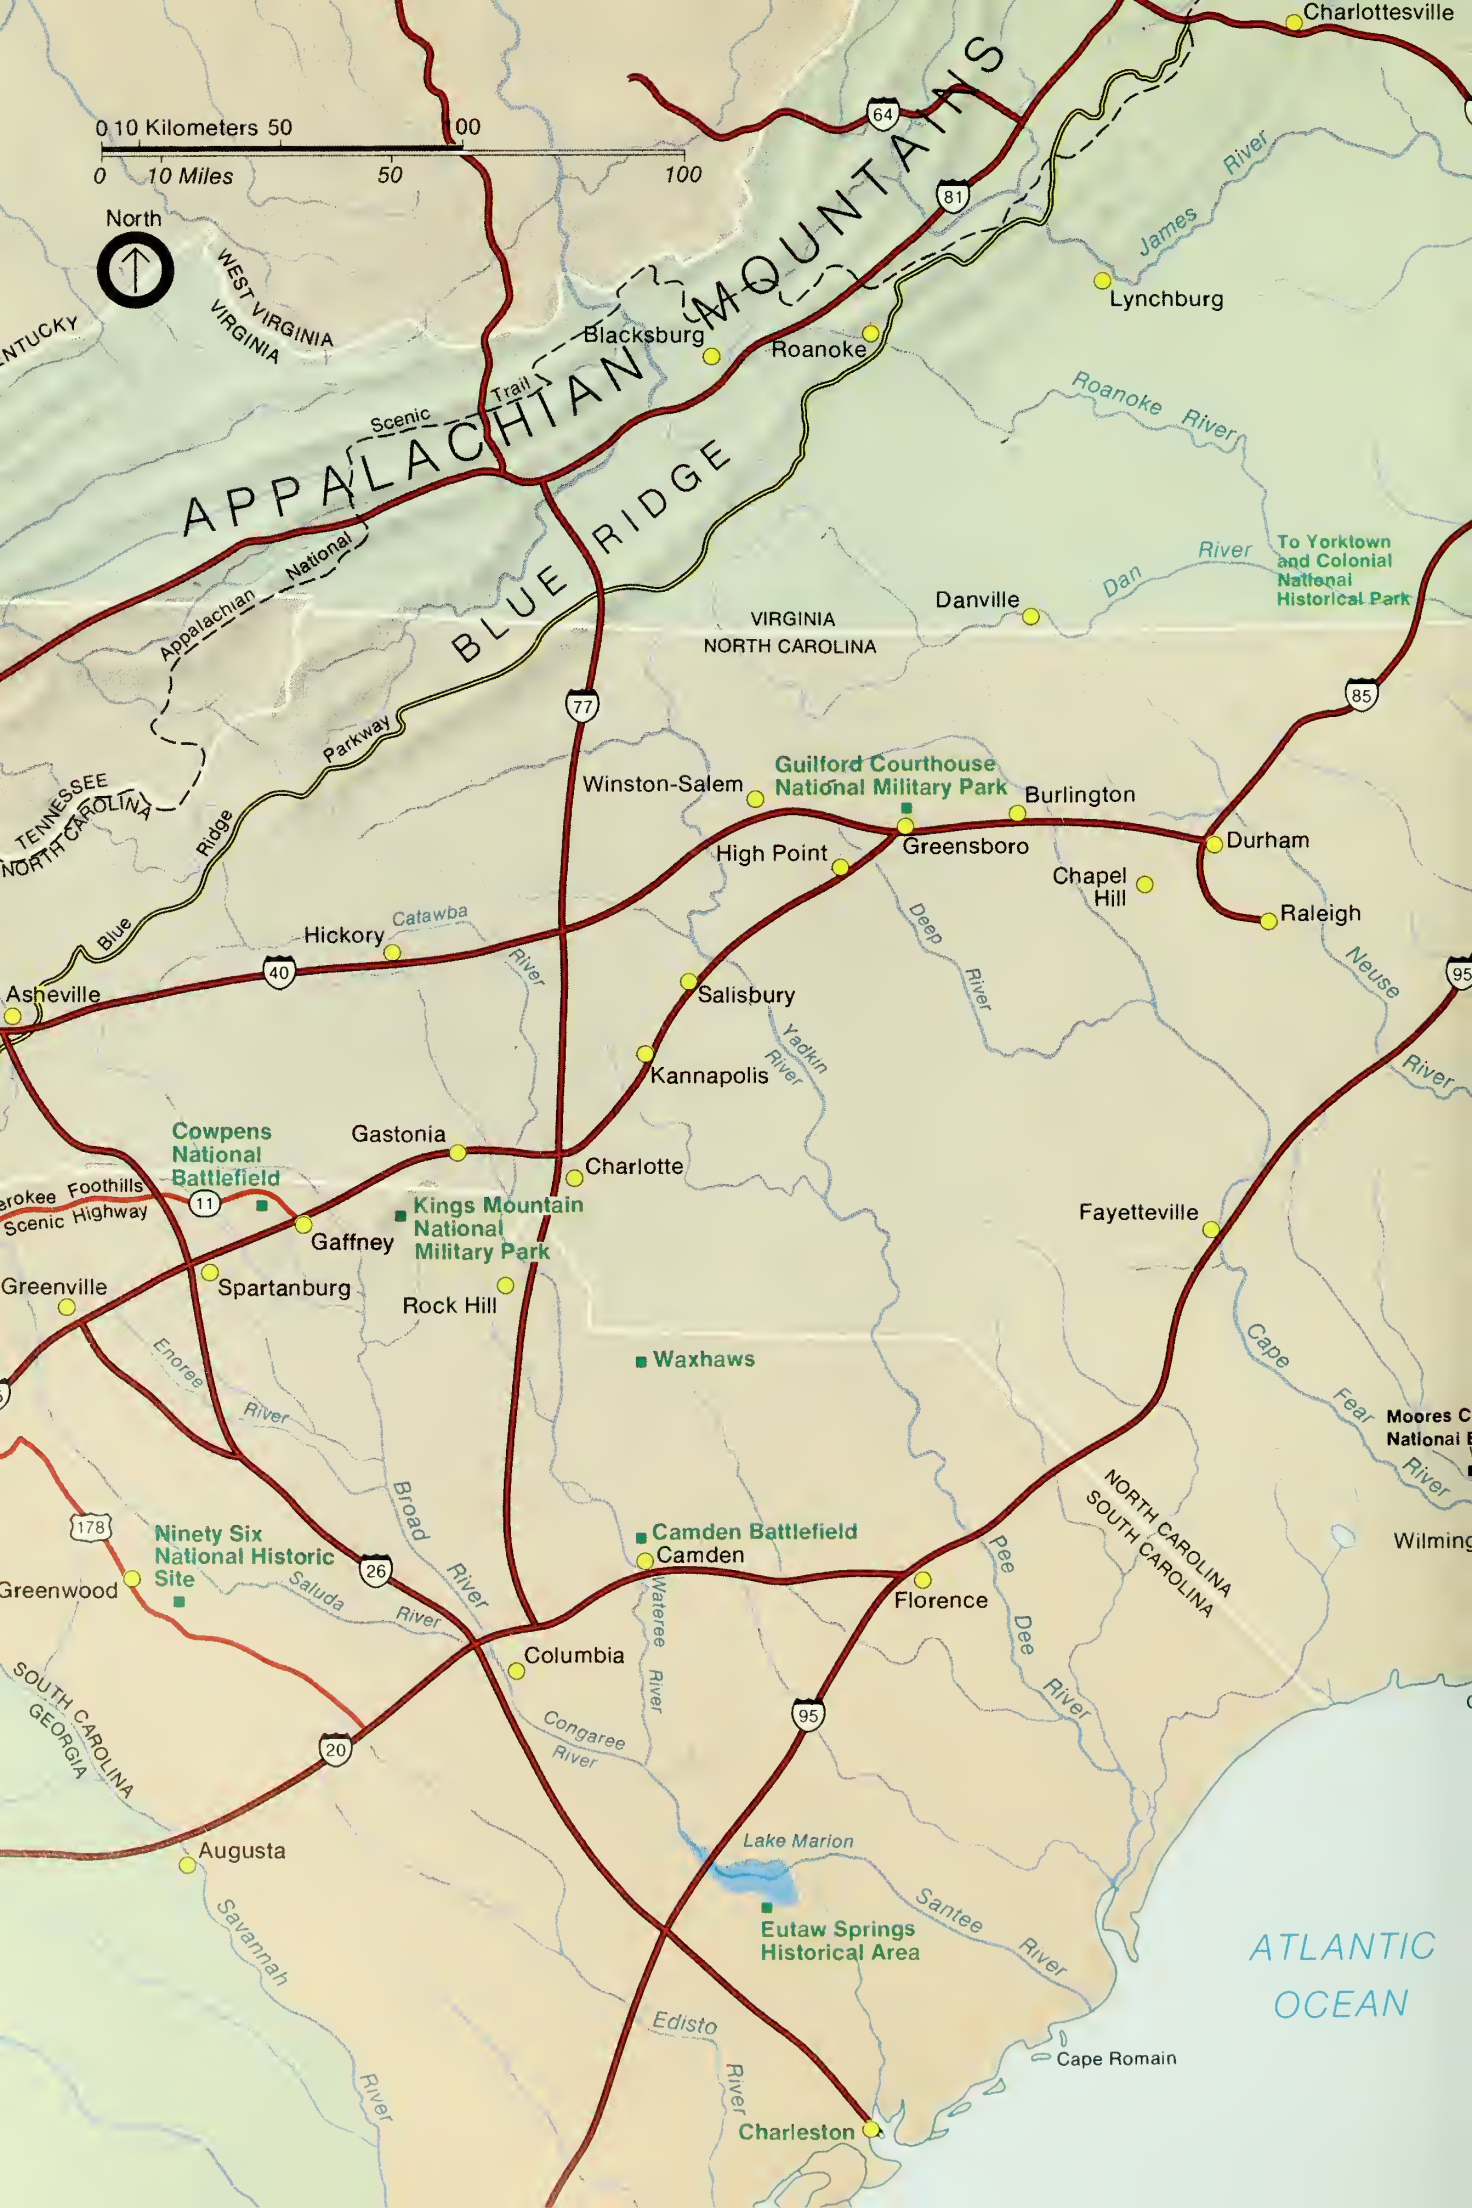 Charlottesville
0 10 Kilometers 50 00
0 10 Miles 50 100
North
64
81
James River
Lynchburg
WEST VIRGINIA
VIRGINIA
ENTUCKY
Blacksburg
Roanoke
Roanoke River
Scenic Trail
APPALACHIAN MOUNTAINS
BLUE RIDGE
Appalachian National
To Yorktown
and Colonial
National
Historical Park
Dan River
Danville
VIRGINIA
NORTH CAROLINA
77
85
Blue Ridge Parkway
TENNESSEE
NORTH CAROLINA
Winston-Salem
Guilford Courthouse
National Military Park
Burlington
High Point
Greensboro
Durham
Chapel
Hill
Raleigh
Hickory
Catawba River
40
Deep River
Neuse River
95
Asheville
Salisbury
Yadkin
River
Kannapolis
Cowpens
National
Battlefield
Gastonia
Charlotte
erokee Foothills
Scenic Highway
11
Kings Mountain
National
Military Park
Gaffney
Fayetteville
Greenville
Spartanburg
Rock Hill
Enoree River
Waxhaws
Cape Fear River
Moores C
National B
5
178
Broad River
NORTH CAROLINA
SOUTH CAROLINA
Ninety Six
National Historic
Site
Camden Battlefield
Camden
Wilming
26
Greenwood
Saluda River
Wateree River
Florence
Pee Dee River
Columbia
SOUTH CAROLINA
GEORGIA
Congaree
River
95
20
Augusta
Lake Marion
Savannah River
Eutaw Springs
Historical Area
Santee River
ATLANTIC
OCEAN
Edisto River
Cape Romain
Charleston